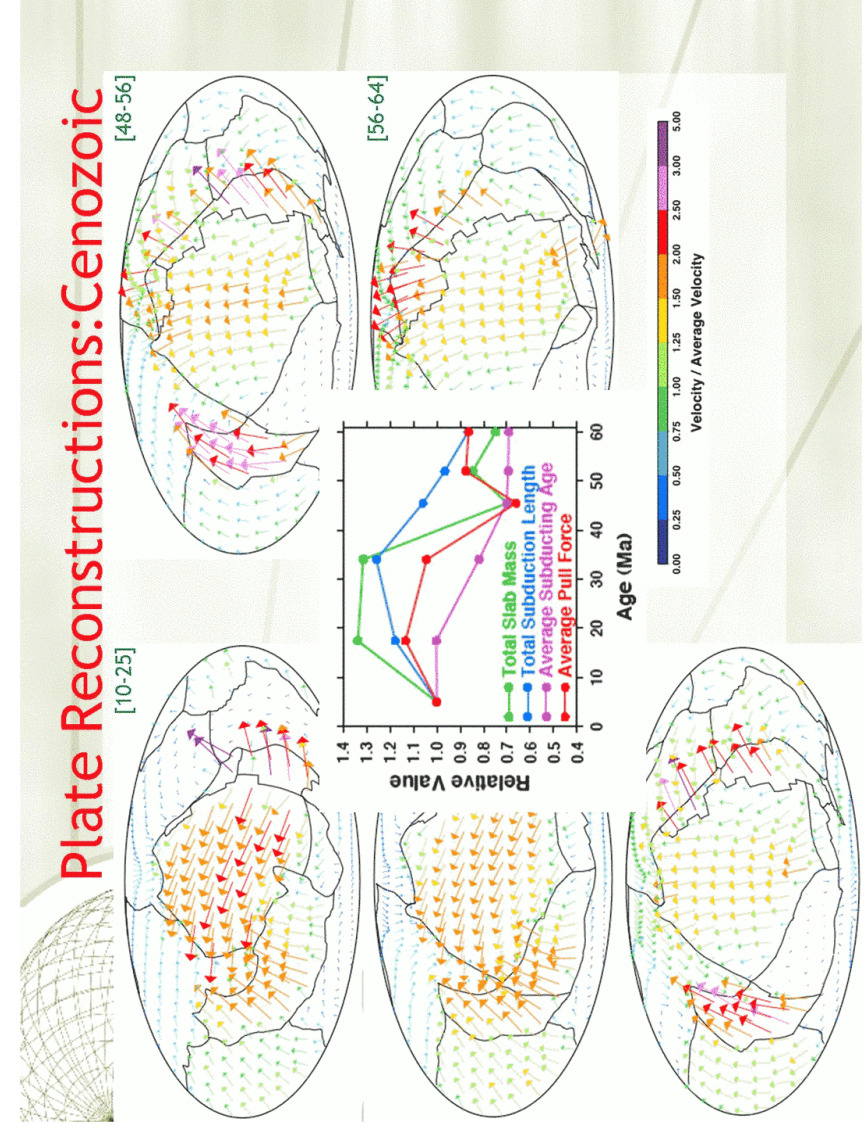 Plate Reconstructions: Cenozoic
[10-25]
[48-56]
[56-64]
1.4
1.3
1.2
1.1
1.0
0.9
0.8
0.7
0.6
0.5
0.4
Relative Value
Total Slab Mass
Total Subduction Length
Average Subducting Age
Average Pull Force
0 10 20 30 40 50 60
Age (Ma)
0.00 0.25 0.50 0.75 1.00 1.25 1.50 2.00 2.50 3.00 5.00
Velocity / Average Velocity